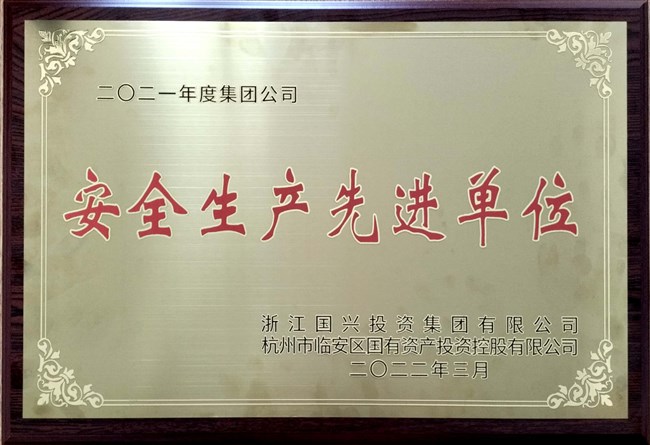 二〇二一年度集团公司
安全生产先进单位
浙江国兴投资集团有限公司
杭州市临安区国有资产投资控股有限公司
二〇二二年三月